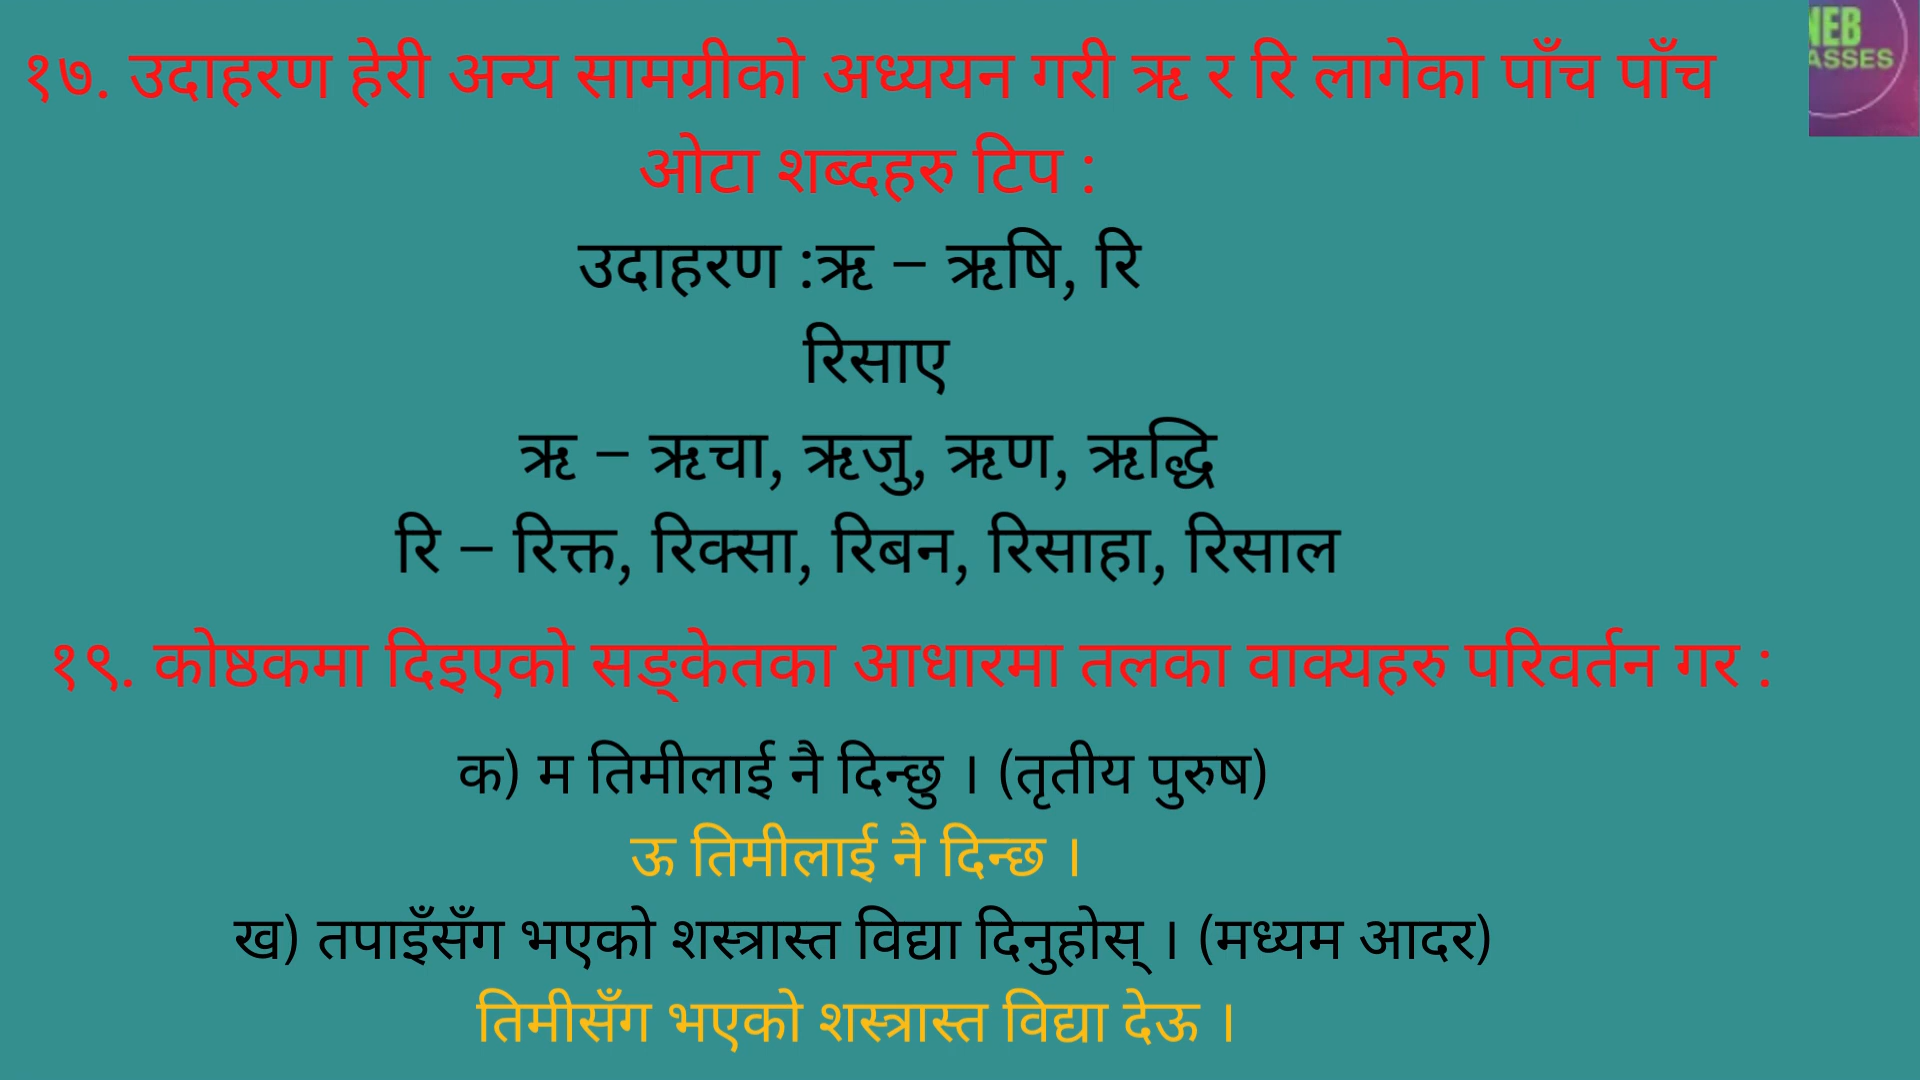 १७. उदाहरण हेरी अन्य सामग्रीको अध्ययन गरी ऋ र रि लागेका पाँच पाँच
ओटा शब्दहरु टिप :
उदाहरण :ऋ – ऋषि, रि
रिसाए
ऋ – ऋचा, ऋजु, ऋण, ऋद्धि
रि – रिक्त, रिक्सा, रिबन, रिसाहा, रिसाल
१९. कोष्ठकमा दिइएको सङ्केतका आधारमा तलका वाक्यहरु परिवर्तन गर :
क) म तिमीलाई नै दिन्छु । (तृतीय पुरुष)
ऊ तिमीलाई नै दिन्छ ।
ख) तपाइँसँग भएको शस्त्रास्त विद्या दिनुहोस् । (मध्यम आदर)
तिमीसँग भएको शस्त्रास्त विद्या देऊ ।
NEB
ASSES